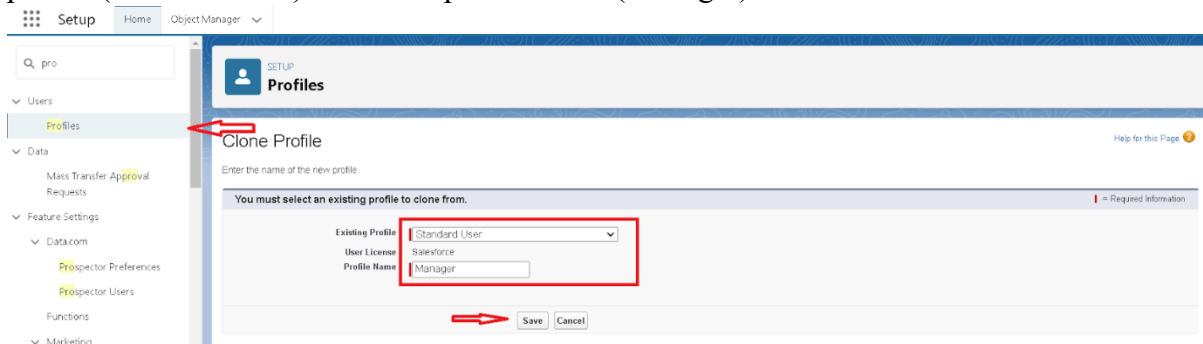 Setup Home Object Manager
pro
Users
Profiles
Data
Mass Transfer Approval
Requests
Feature Settings
Data.com
Prospector Preferences
Prospector Users
Functions
Marketing
SETUP
Profiles
Clone Profile
Help for this Page
Enter the name of the new profile.
You must select an existing profile to clone from.
= Required Information
Existing Profile Standard User
User License Salesforce
Profile Name Manager
Save Cancel